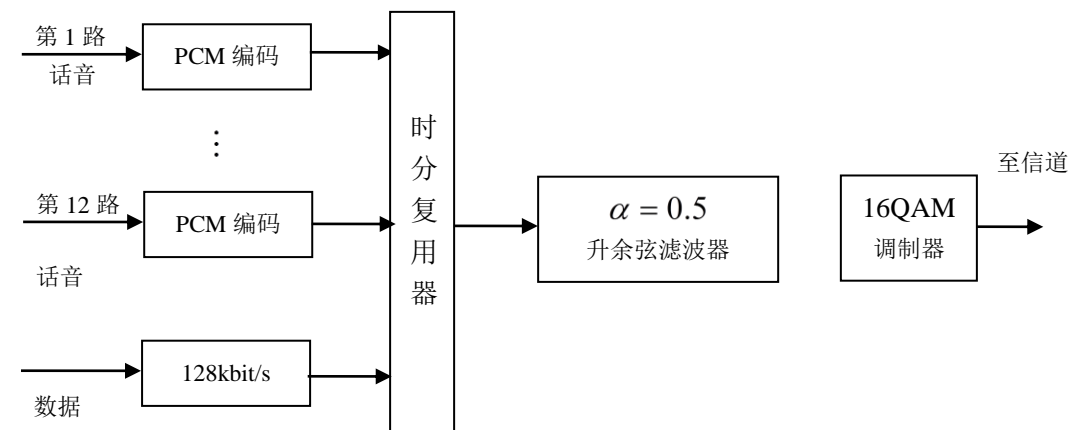 第 1 路
话音
PCM 编码
⋮
第 12 路
话音
PCM 编码
数据
128kbit/s
时
分
复
用
器
α = 0.5
升余弦滤波器
16QAM
调制器
至信道